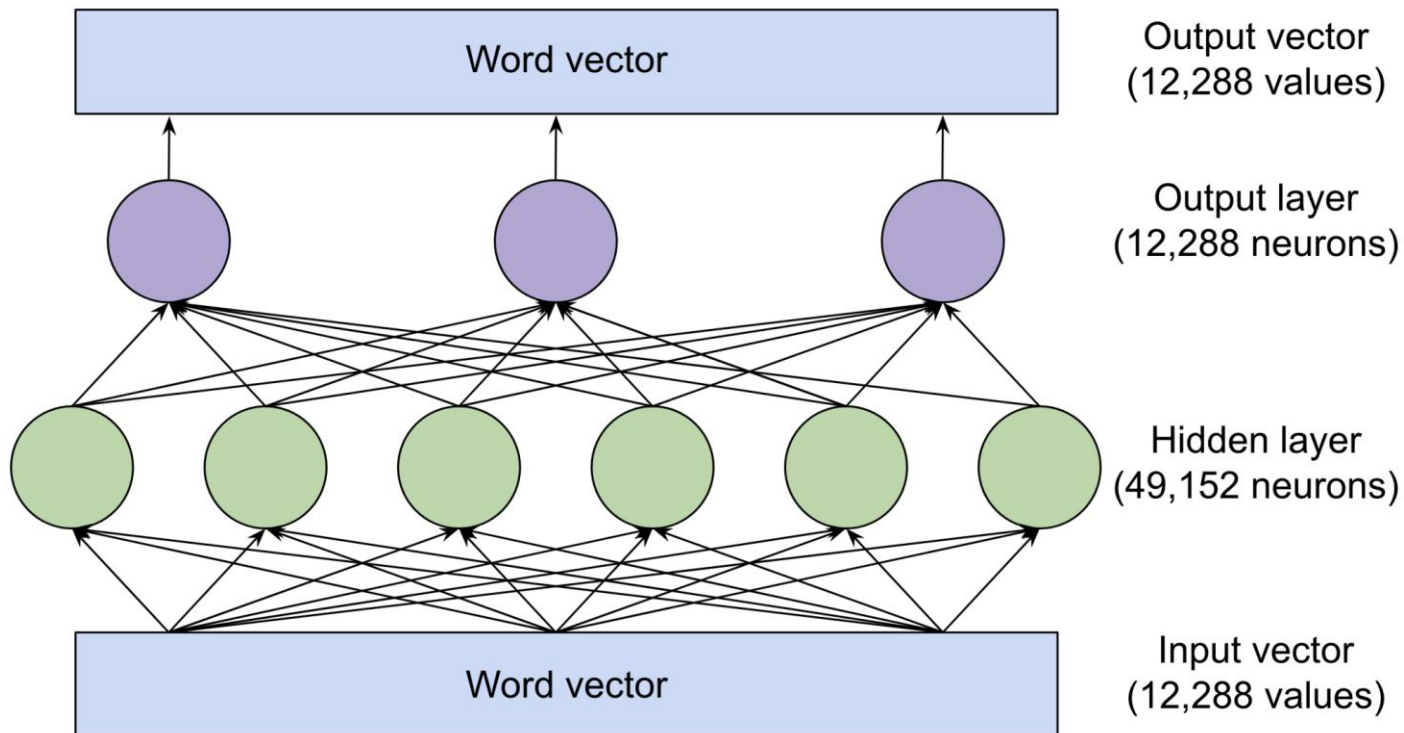 Word vector
Output vector
(12,288 values)
Output layer
(12,288 neurons)
Hidden layer
(49,152 neurons)
Word vector
Input vector
(12,288 values)